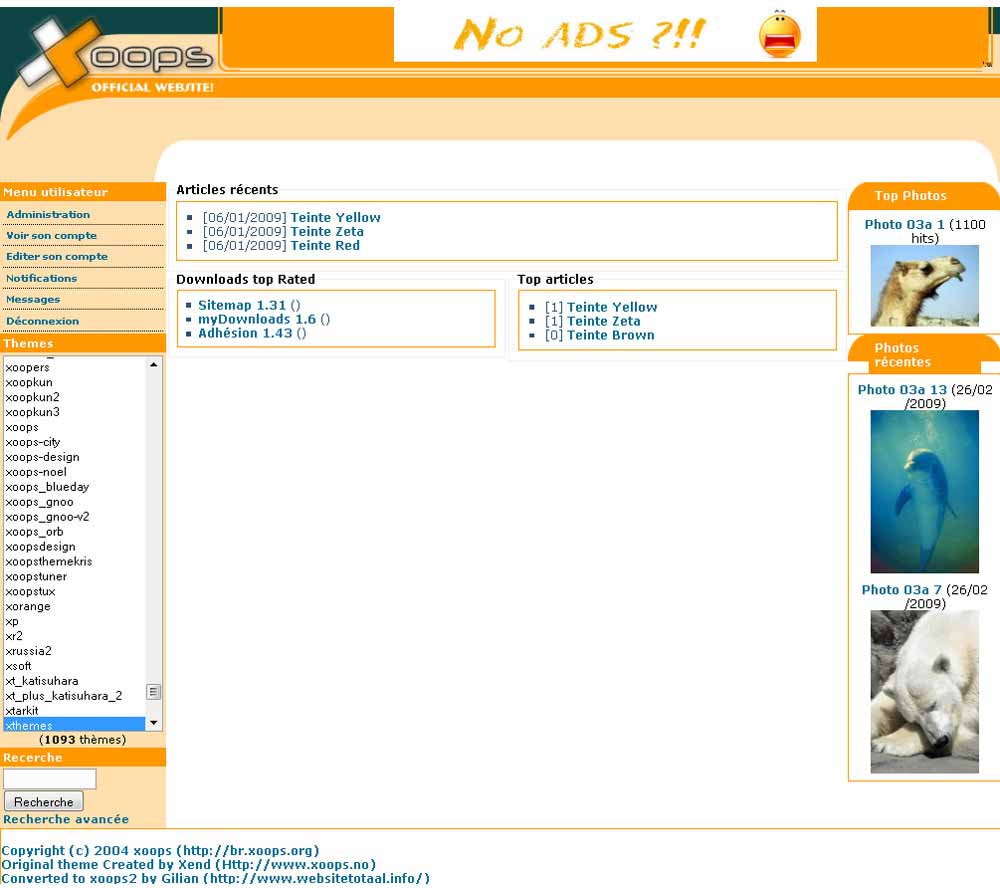 No ADS ?!!
Xoops
OFFICIAL WEBSITE!
Menu utilisateur
Administration
Voir son compte
Editer son compte
Notifications
Messages
Déconnexion
Themes
xoopers
xoopkun
xoopkun2
xoopkun3
xoops
xoops-city
xoops-design
xoops-noel
xoops_blueday
xoops_gnoo
xoops_gnoo-v2
xoops_orb
xoopsdesign
xoopsthemekris
xoopstuner
xoopstux
xorange
xp
xr2
xrussia2
xsoft
xt_katisuhara
xt_plus_katisuhara_2
xtarkit
xthemes
(1093 thèmes)
Recerche
Recherche
Recherche avancée
Articles récents
[06/01/2009] Teinte Yellow
[06/01/2009] Teinte Zeta
[06/01/2009] Teinte Red
Downloads top Rated
Sitemap 1.31 ()
myDownloads 1.6 ()
Adhésion 1.43 ()
Top articles
[1] Teinte Yellow
[1] Teinte Zeta
[0] Teinte Brown
Top Photos
Photo 03a 1 (1100
hits)
Photos
récentes
Photo 03a 13 (26/02
/2009)
Photo 03a 7 (26/02
/2009)
Copyright (c) 2004 xoops (http://br.xoops.org)
Original theme Created by Xend (Http://www.xoops.no)
Converted to xoops2 by Gilian (http://www.websitetotaal.info/)